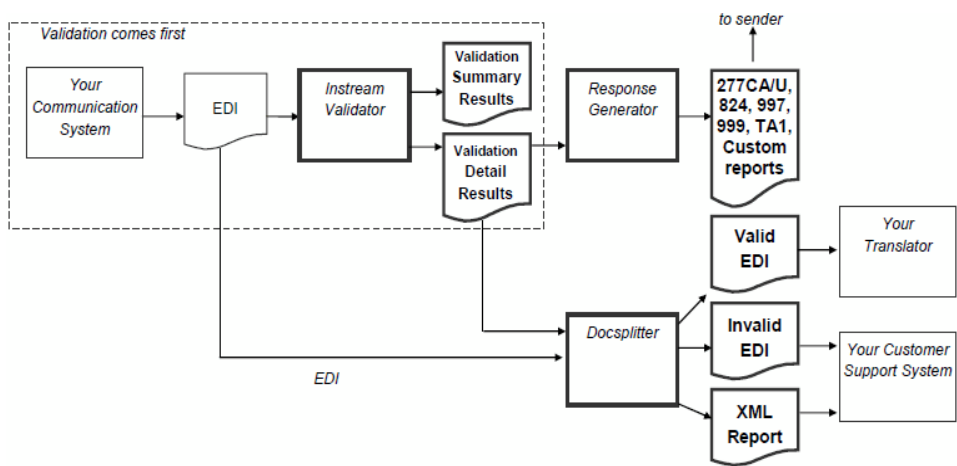 to sender
Validation comes first
Your
Communication
System
EDI
Instream
Validator
Validation
Summary
Results
Validation
Detail
Results
Response
Generator
277CA/U,
824, 997,
999, TA1,
Custom
reports
Valid
EDI
Your
Translator
Docsplitter
Invalid
EDI
Your Customer
Support System
EDI
XML
Report